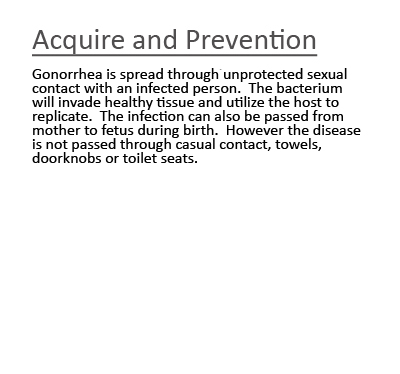 Acquire and Prevention
Gonorrhea is spread through unprotected sexual
contact with an infected person.  The bacterium
will invade healthy tissue and utilize the host to
replicate.  The infection can also be passed from
mother to fetus during birth.  However the disease
is not passed through casual contact, towels,
doorknobs or toilet seats.